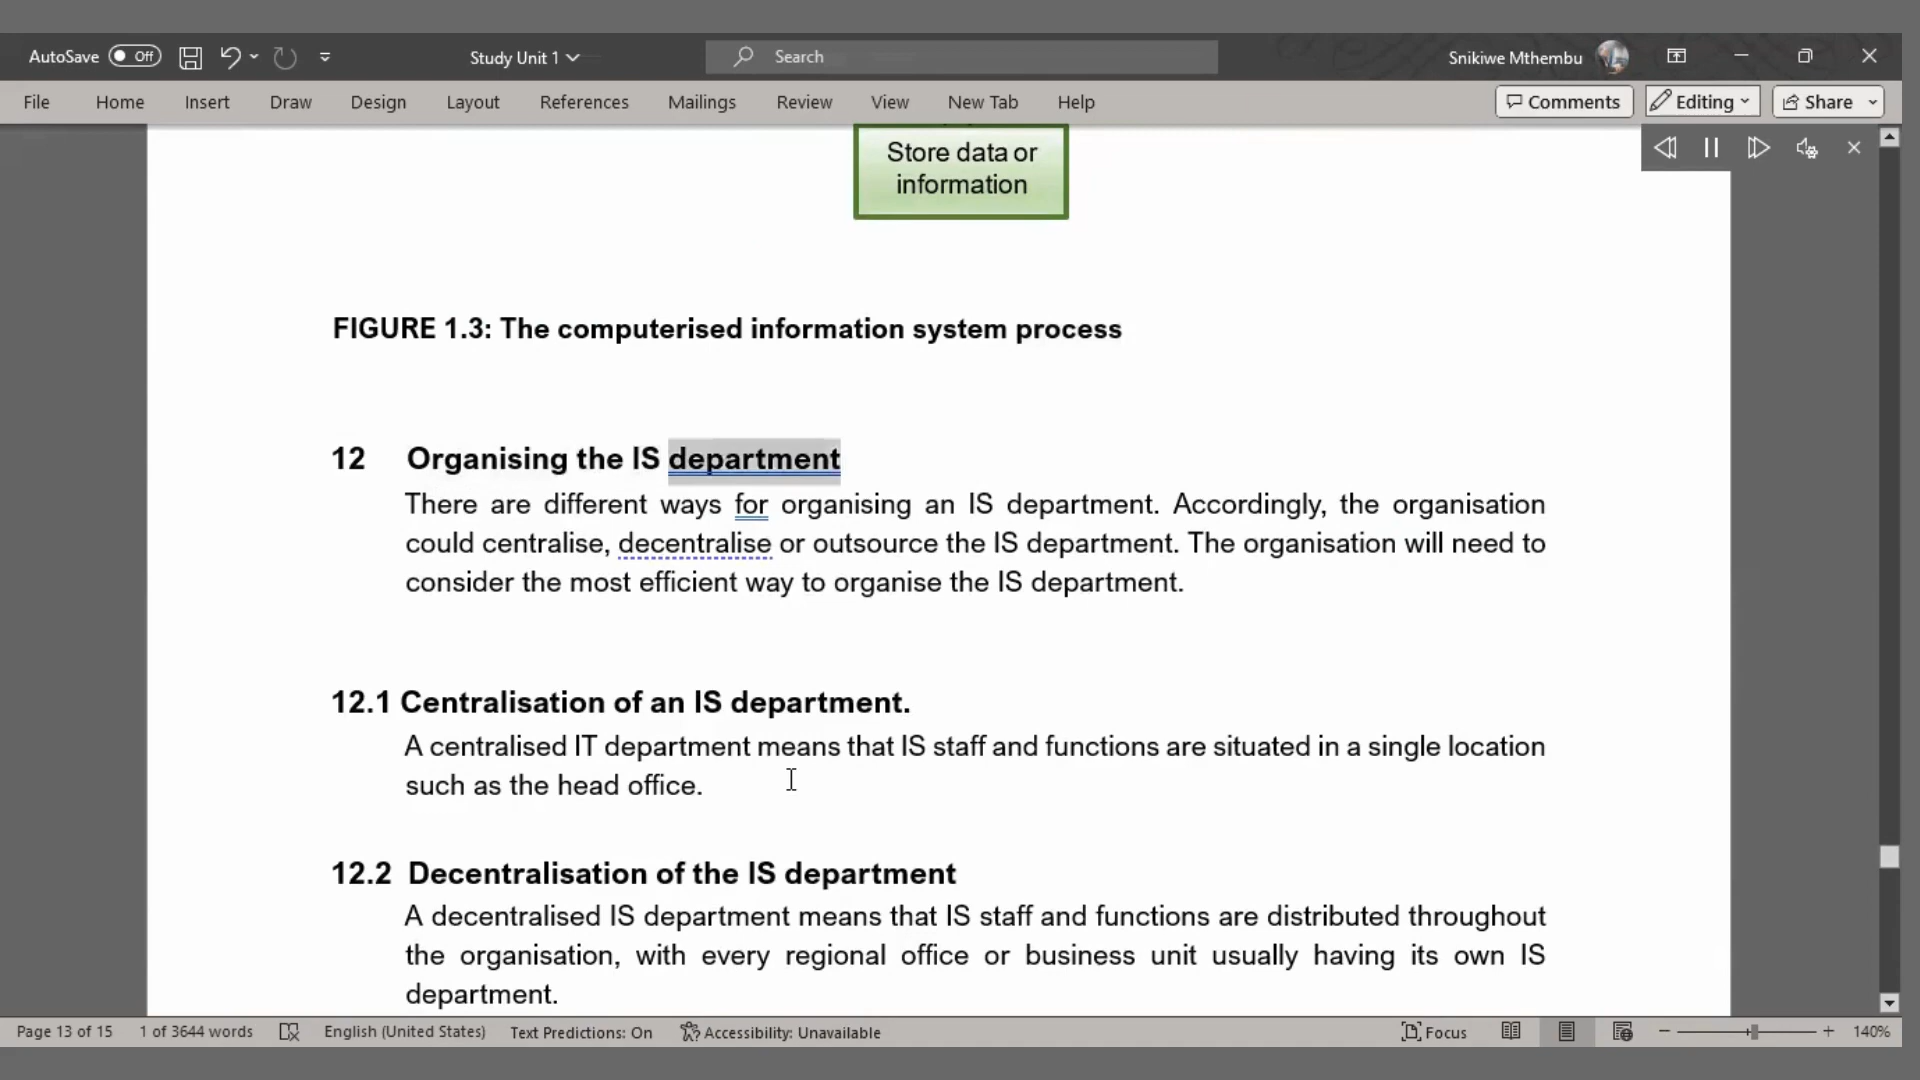 AutoSave Off Study Unit 1 Search Snikiwe Mthembu
File Home Insert Draw Design Layout References Mailings Review View New Tab Help Comments Editing Share
Store data or
information
FIGURE 1.3: The computerised information system process
12 Organising the IS department
There are different ways for organising an IS department. Accordingly, the organisation
could centralise, decentralise or outsource the IS department. The organisation will need to
consider the most efficient way to organise the IS department.
12.1 Centralisation of an IS department.
A centralised IT department means that IS staff and functions are situated in a single location
such as the head office.
12.2 Decentralisation of the IS department
A decentralised IS department means that IS staff and functions are distributed throughout
the organisation, with every regional office or business unit usually having its own IS
department.
Page 13 of 15 1 of 3644 words English (United States) Text Predictions: On Accessibility: Unavailable Focus 140%